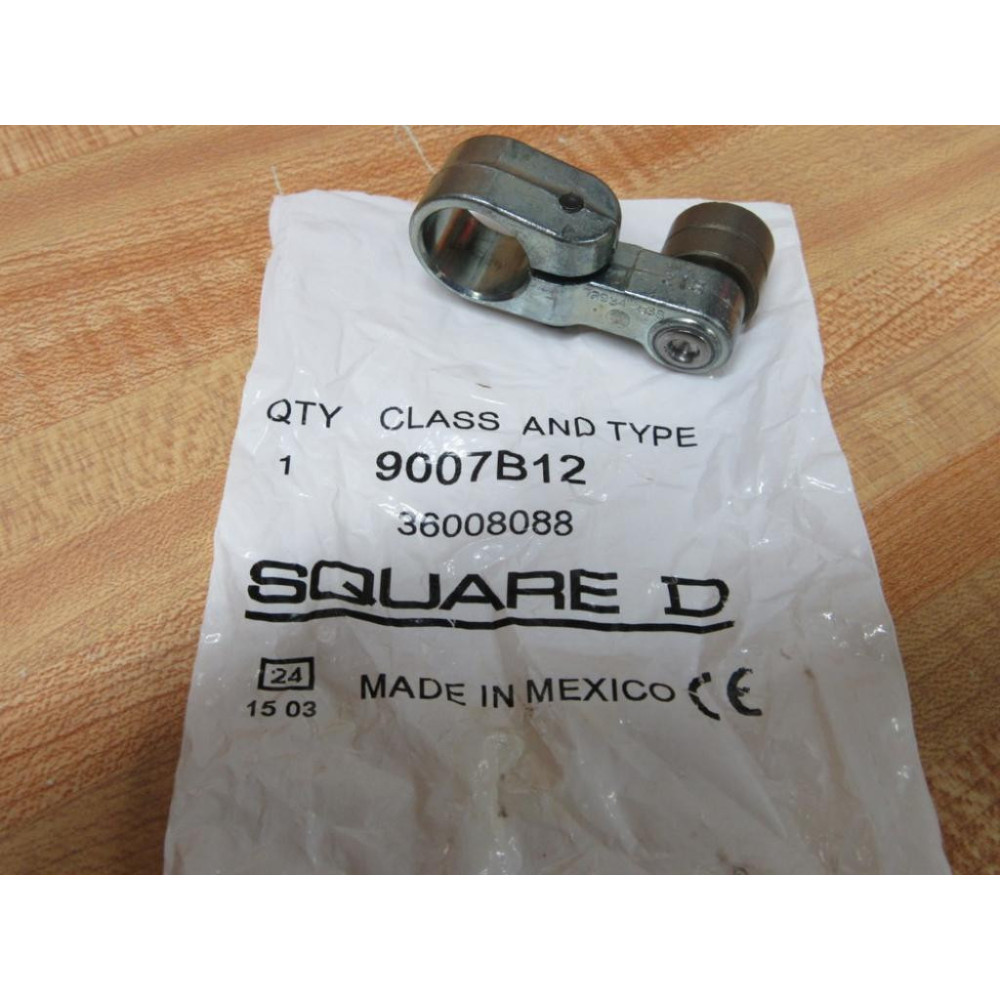 QTY CLASS AND TYPE
1 9007B12
36008088
SQUARE D
24
15 03
MADE IN MEXICO CE